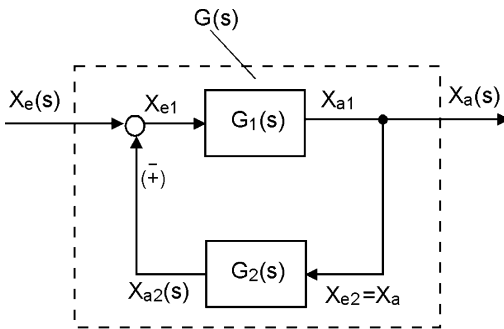 G(s)
Xe(s)
Xe1
G1(s)
Xa1
Xa(s)
−
(+)
Xa2(s)
G2(s)
Xe2=Xa